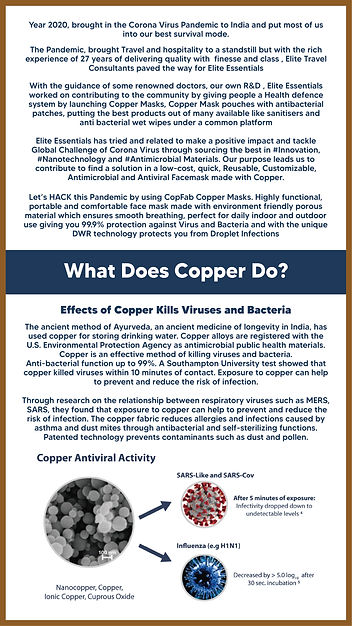 Year 2020, brought in the Corona Virus Pandemic to India and put most of us
into our best survival mode.
The Pandemic, brought Travel and hospitality to a standstill but with the rich
experience of 27 years of delivering quality with finesse and class , Elite Travel
Consultants paved the way for Elite Essentials
With the guidance of some renowned doctors, our own R&D , Elite Essentials
worked on contributing to the community by giving people a Health defence
system by launching Copper Masks, Copper Mask pouches with antibacterial
patches, putting the best products out of many available like sanitisers and
anti bacterial wet wipes under a common platform
Elite Essentials has tried and related to make a positive impact and tackle
Global Challenge of Corona Virus through sourcing the best in #Innovation,
#Nanotechnology and #Antimicrobial Materials. Our purpose leads us to
contribute to find a solution in a low-cost, quick, Reusable, Customizable,
Antimicrobial and Antiviral Facemask made with Copper.
Let's HACK this Pandemic by using CopFab Copper Masks. Highly functional,
portable and comfortable face mask made with environment friendly porous
material which ensures smooth breathing, perfect for daily indoor and outdoor
use giving you 99.9% protection against Virus and Bacteria and with the unique
DWR technology protects you from Droplet Infections
What Does Copper Do?
Effects of Copper Kills Viruses and Bacteria
The ancient method of Ayurveda, an ancient medicine of longevity in India, has
used copper for storing drinking water. Copper alloys are registered with the
U.S. Environmental Protection Agency as antimicrobial public health materials.
Copper is an effective method of killing viruses and bacteria.
Anti-bacterial function up to 99%. A Southampton University test showed that
copper killed viruses within 10 minutes of contact. Exposure to copper can help
to prevent and reduce the risk of infection.
Through research on the relationship between respiratory viruses such as MERS,
SARS, they found that exposure to copper can help to prevent and reduce the
risk of infection. The copper fabric reduces allergies and infections caused by
asthma and dust mites through antibacterial and self-sterilizing functions.
Patented technology prevents contaminants such as dust and pollen.
Copper Antiviral Activity
SARS-Like and SARS-Cov
After 5 minutes of exposure:
Infectivity dropped down to
undetectable levels 4
100 nm
Influenza (e.g H1N1)
Decreased by > 5.0 log10 after
30 sec. incubation 5
Nanocopper, Copper,
Ionic Copper, Cuprous Oxide